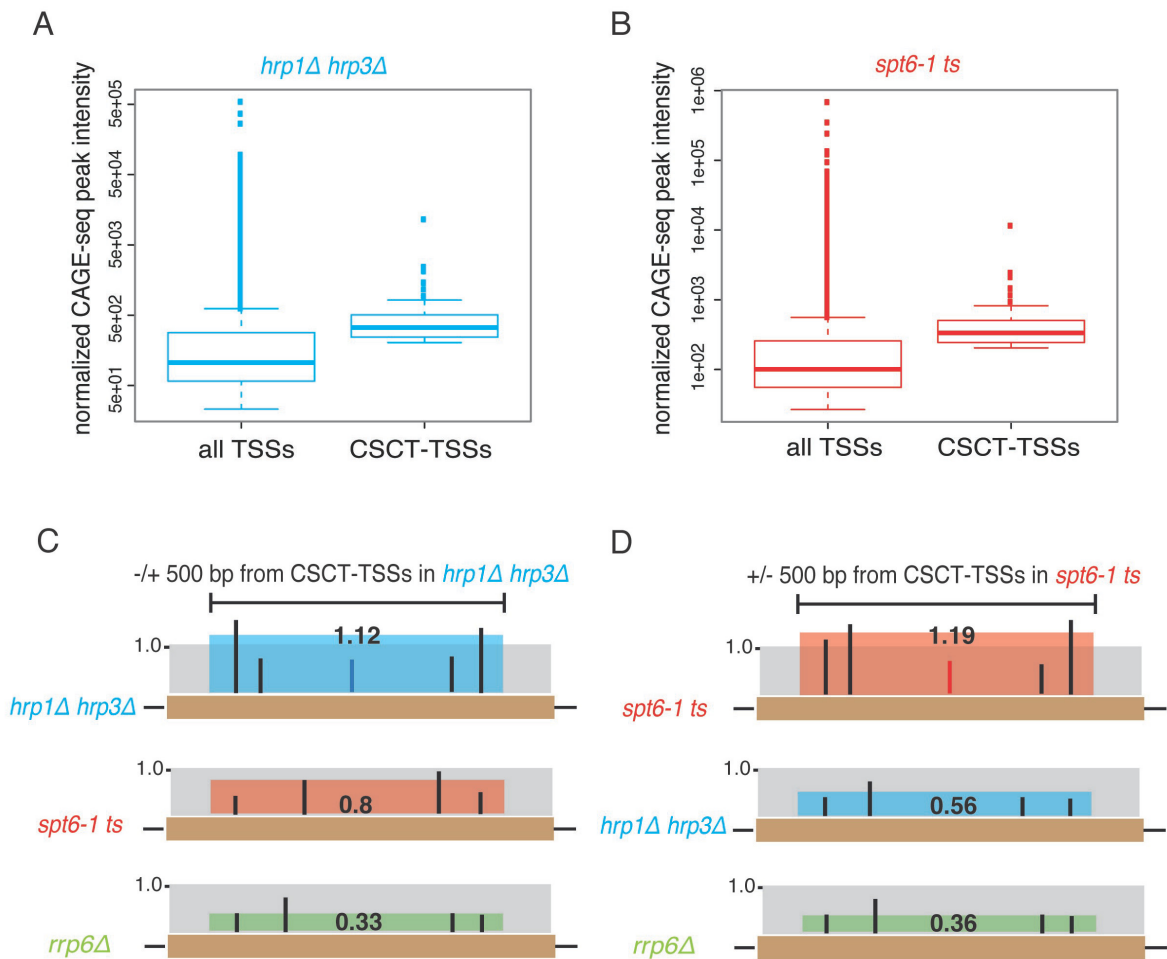 A
hrp1Δ hrp3Δ
normalized CAGE-seq peak intensity
5e+05
5e+04
5e+03
5e+02
5e+01
all TSSs
CSCT-TSSs
B
spt6-1 ts
normalized CAGE-seq peak intensity
1e+06
1e+05
1e+04
1e+03
1e+02
all TSSs
CSCT-TSSs
C
-/+ 500 bp from CSCT-TSSs in hrp1Δ hrp3Δ
1.0
1.12
hrp1Δ hrp3Δ
1.0
0.8
spt6-1 ts
1.0
0.33
rrp6Δ
D
+/- 500 bp from CSCT-TSSs in spt6-1 ts
1.0
1.19
spt6-1 ts
1.0
0.56
hrp1Δ hrp3Δ
1.0
0.36
rrp6Δ